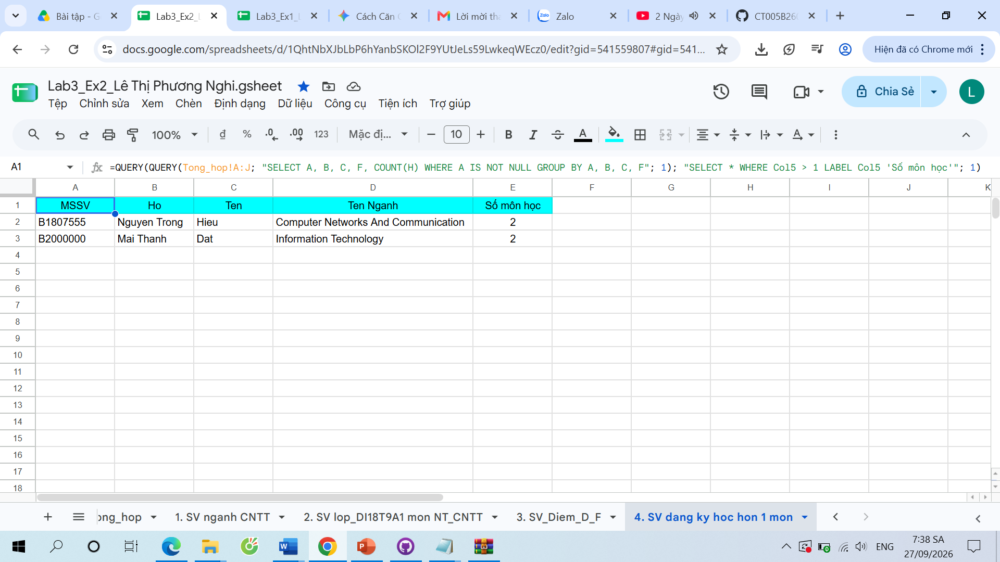 Bài tập - G
Lab3_Ex2_L
Lab3_Ex1_L
Cách Căn
Lời mời tha
Zalo
2 Ngày
CT005B260
docs.google.com/spreadsheets/d/1QhtNbXJbLbP6hYanbSKOl2F9YUtJeLs59LwkeqWEcz0/edit?gid=541559807#gid=541...
Hiện đã có Chrome mới
Lab3_Ex2_Lê Thị Phương Nghi.gsheet
Tệp Chỉnh sửa Xem Chèn Định dạng Dữ liệu Công cụ Tiện ích Trợ giúp
Chia Sẻ
L
100% đ % .0 .00 123 Mặc đị... 10 B I A A
A1
=QUERY(QUERY(Tong_hop!A:J; "SELECT A, B, C, F, COUNT(H) WHERE A IS NOT NULL GROUP BY A, B, C, F"; 1); "SELECT * WHERE Col5 > 1 LABEL Col5 'Số môn học'"; 1)
A B C D E F G H I J K
1 MSSV Ho Ten Ten Nganh Số môn học
2 B1807555 Nguyen Trong Hieu Computer Networks And Communication 2
3 B2000000 Mai Thanh Dat Information Technology 2
4
5
6
7
8
9
10
11
12
13
14
15
16
17
18
ong_hop 1. SV nganh CNTT 2. SV lop_DI18T9A1 mon NT_CNTT 3. SV_Diem_D_F 4. SV dang ky hoc hon 1 mon
ENG
7:38 SA
27/09/2026